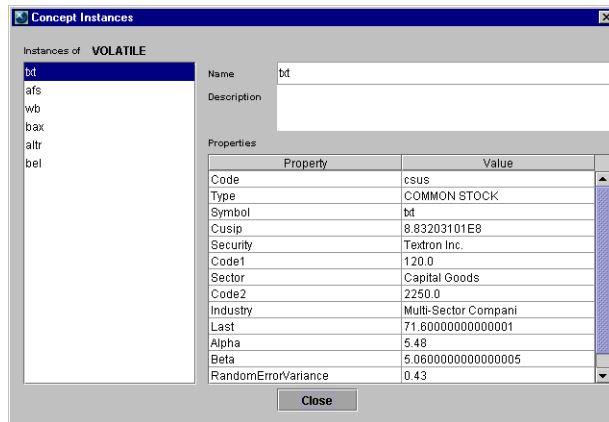 Concept Instances
Instances of VOLATILE
txt
afs
wb
bax
altr
bel
Name txt
Description
Properties
Property Value
Code csus
Type COMMON STOCK
Symbol txt
Cusip 8.83203101E8
Security Textron Inc.
Code1 120.0
Sector Capital Goods
Code2 2250.0
Industry Multi-Sector Compani
Last 71.60000000000001
Alpha 5.48
Beta 5.0600000000000005
RandomErrorVariance 0.43
Close